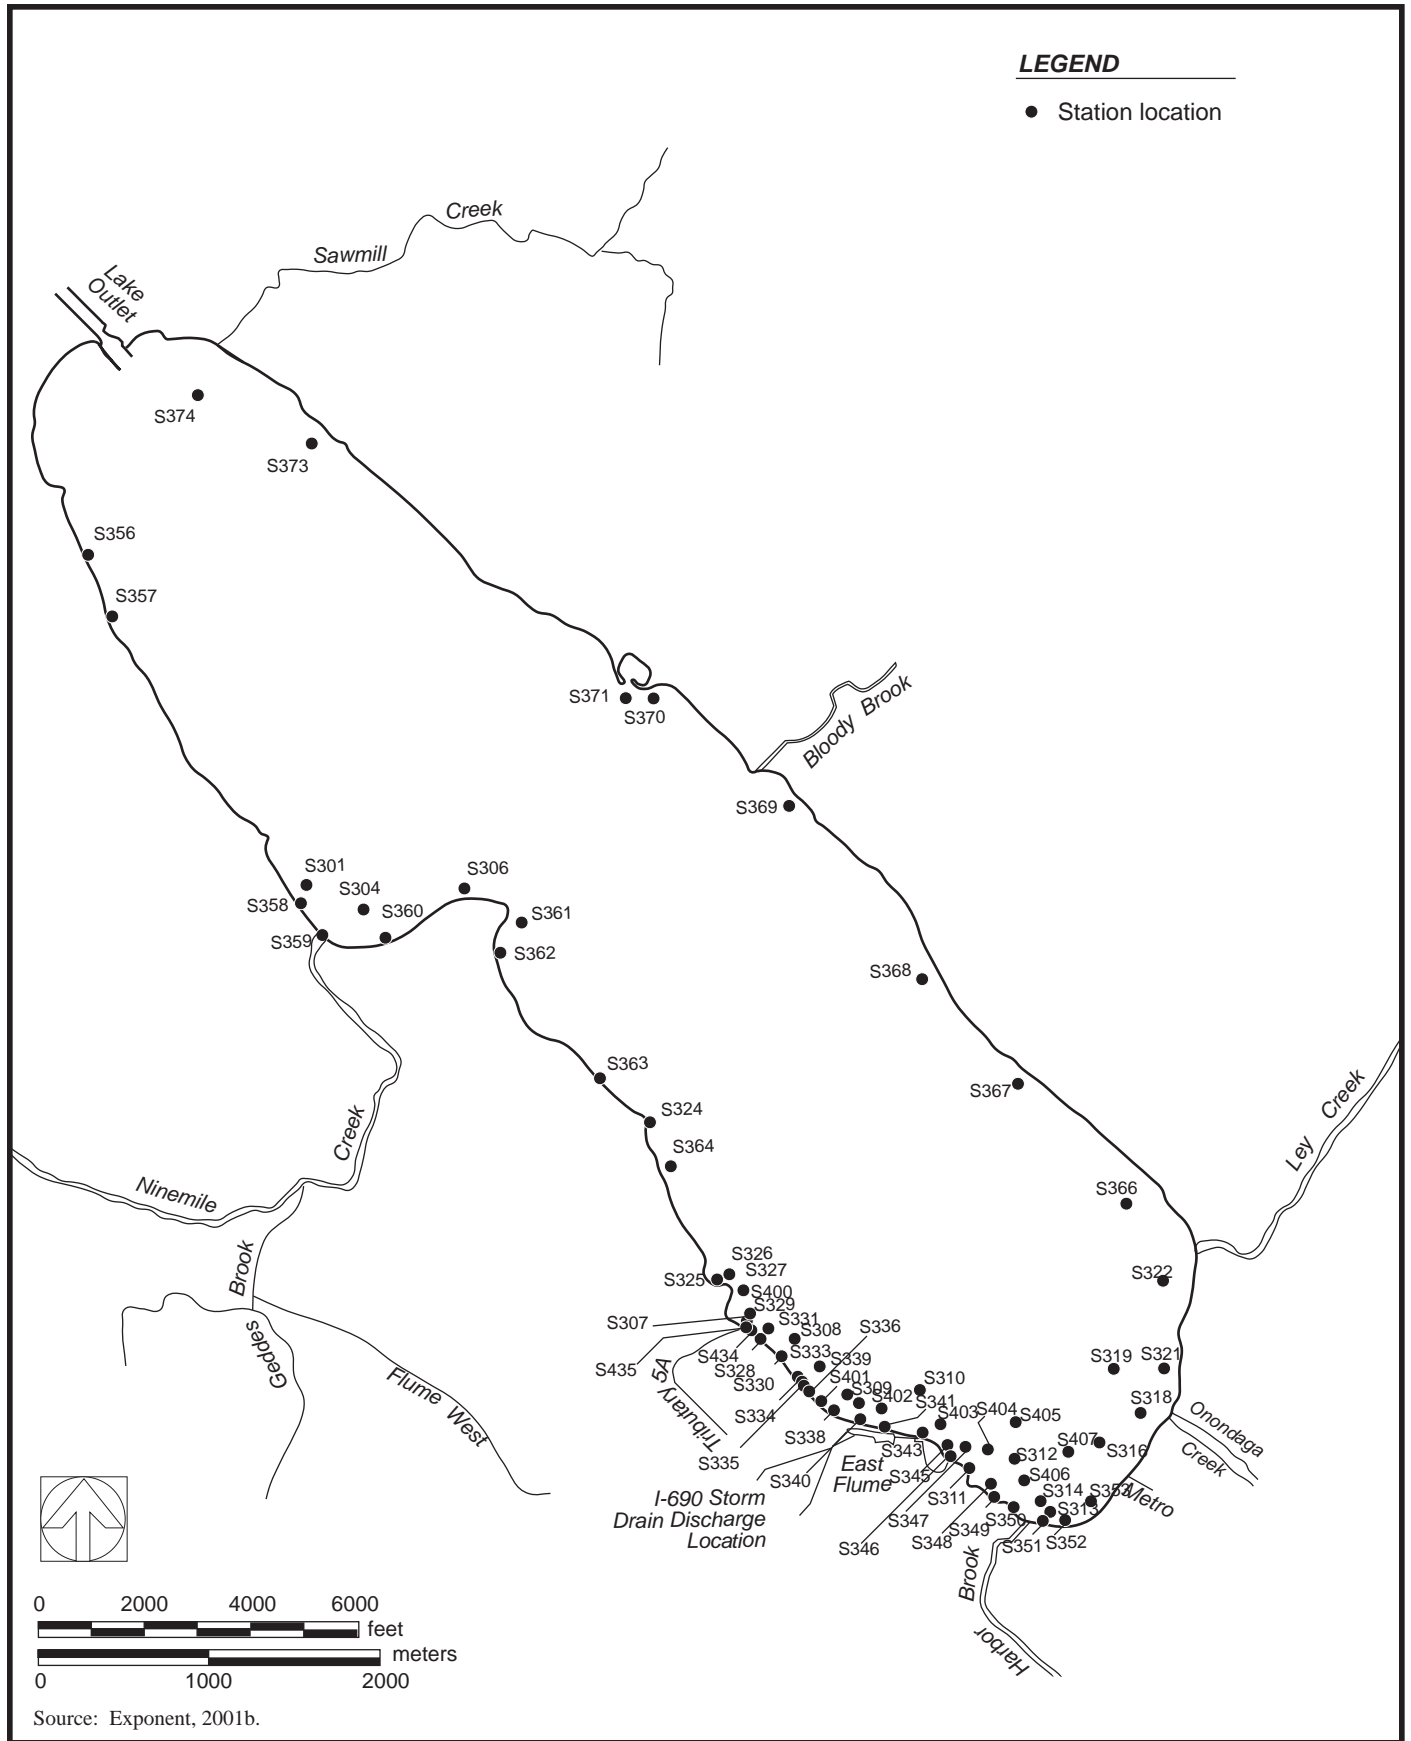 LEGEND
Station location
Creek
Sawmill
Lake
Outlet
S374
S373
S356
S357
S371
S370
Bloody Brook
S369
S301
S306
S304
S358
S360
S361
S359
S362
S368
S363
S367
S324
Creek
Ley
Creek
S364
Ninemile
S366
Brook
S326
S327
S325
S322
S400
S329
S307
S331
S308
S336
Geddes
S435
S434
S333
S339
S319
S321
S328
S330
Tributary 5A
S401
S309
S310
S402
Flume West
S334
S341
S403
S404
S405
S318
Onondaga
Creek
S338
S343
S407
S316
S335
S340
East
Flume
S345
S312
S406
I-690 Storm
Drain Discharge
Location
S311
S314
S353
Metro
S347
S349
S350
S313
S346
S348
S351
S352
Brook
Harbor
0 2000 4000 6000
feet
meters
0 1000 2000
Source: Exponent, 2001b.